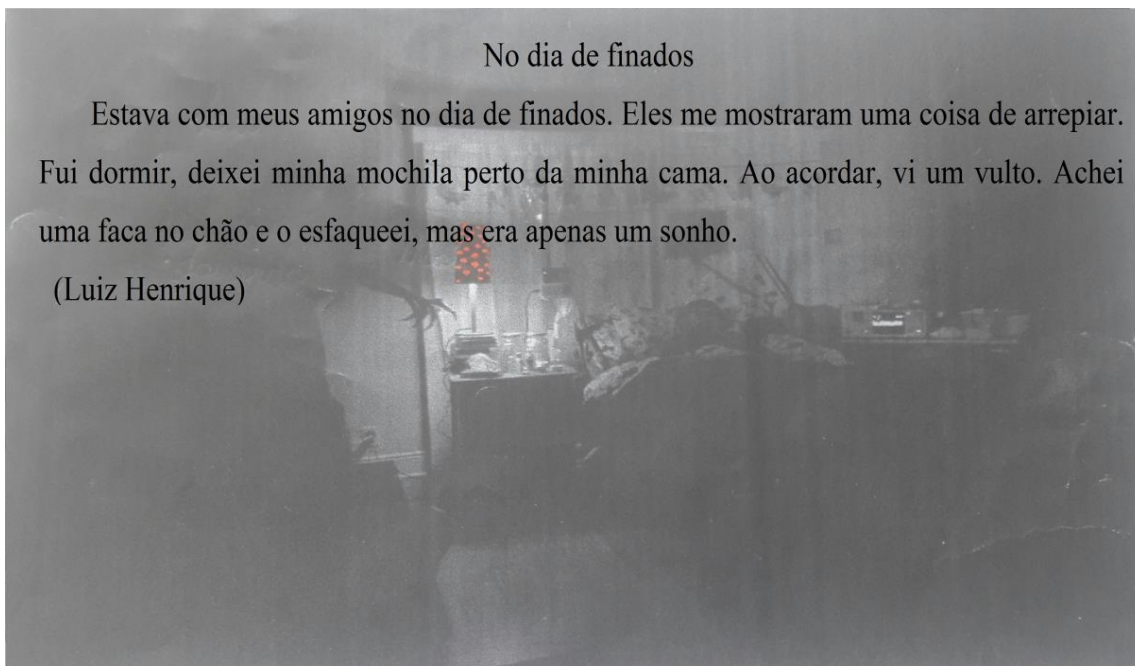 No dia de finados
Estava com meus amigos no dia de finados. Eles me mostraram uma coisa de arrepiar.
Fui dormir, deixei minha mochila perto da minha cama. Ao acordar, vi um vulto. Achei
uma faca no chão e o esfaqueei, mas era apenas um sonho.
(Luiz Henrique)